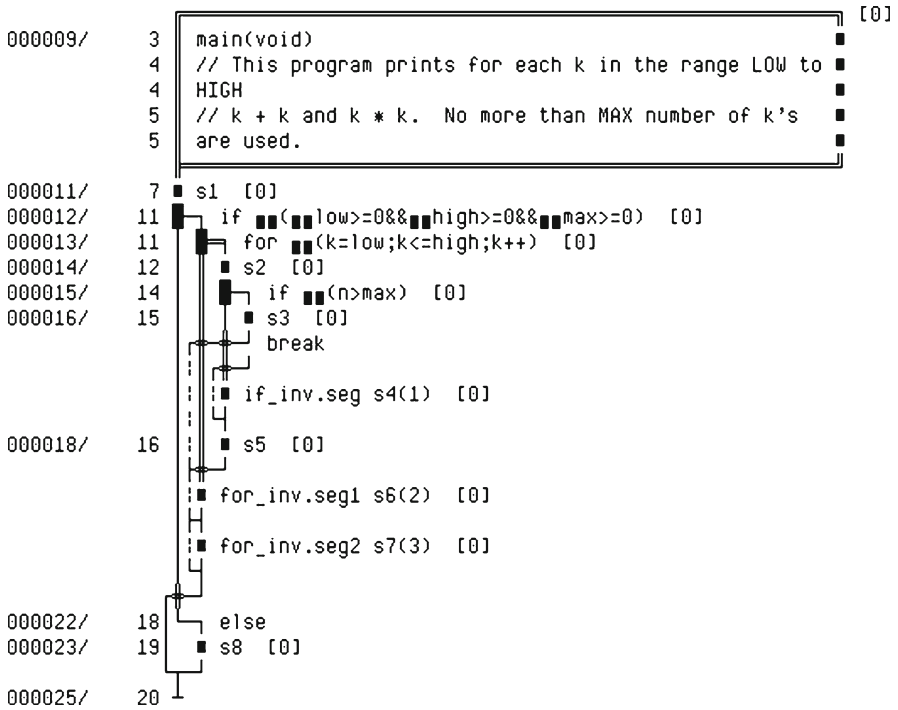 [0]
000009/ 3 main(void)
4 // This program prints for each k in the range LOW to
4 HIGH
5 // k + k and k * k. No more than MAX number of k's
5 are used.
000011/ 7 s1 [0]
000012/ 11 if (low>=0&&high>=0&&max>=0) [0]
000013/ 11 for (k=low;k<=high;k++) [0]
000014/ 12 s2 [0]
000015/ 14 if (n>max) [0]
000016/ 15 s3 [0]
break
if_inv.seg s4(1) [0]
000018/ 16 s5 [0]
for_inv.seg1 s6(2) [0]
for_inv.seg2 s7(3) [0]
000022/ 18 else
000023/ 19 s8 [0]
000025/ 20